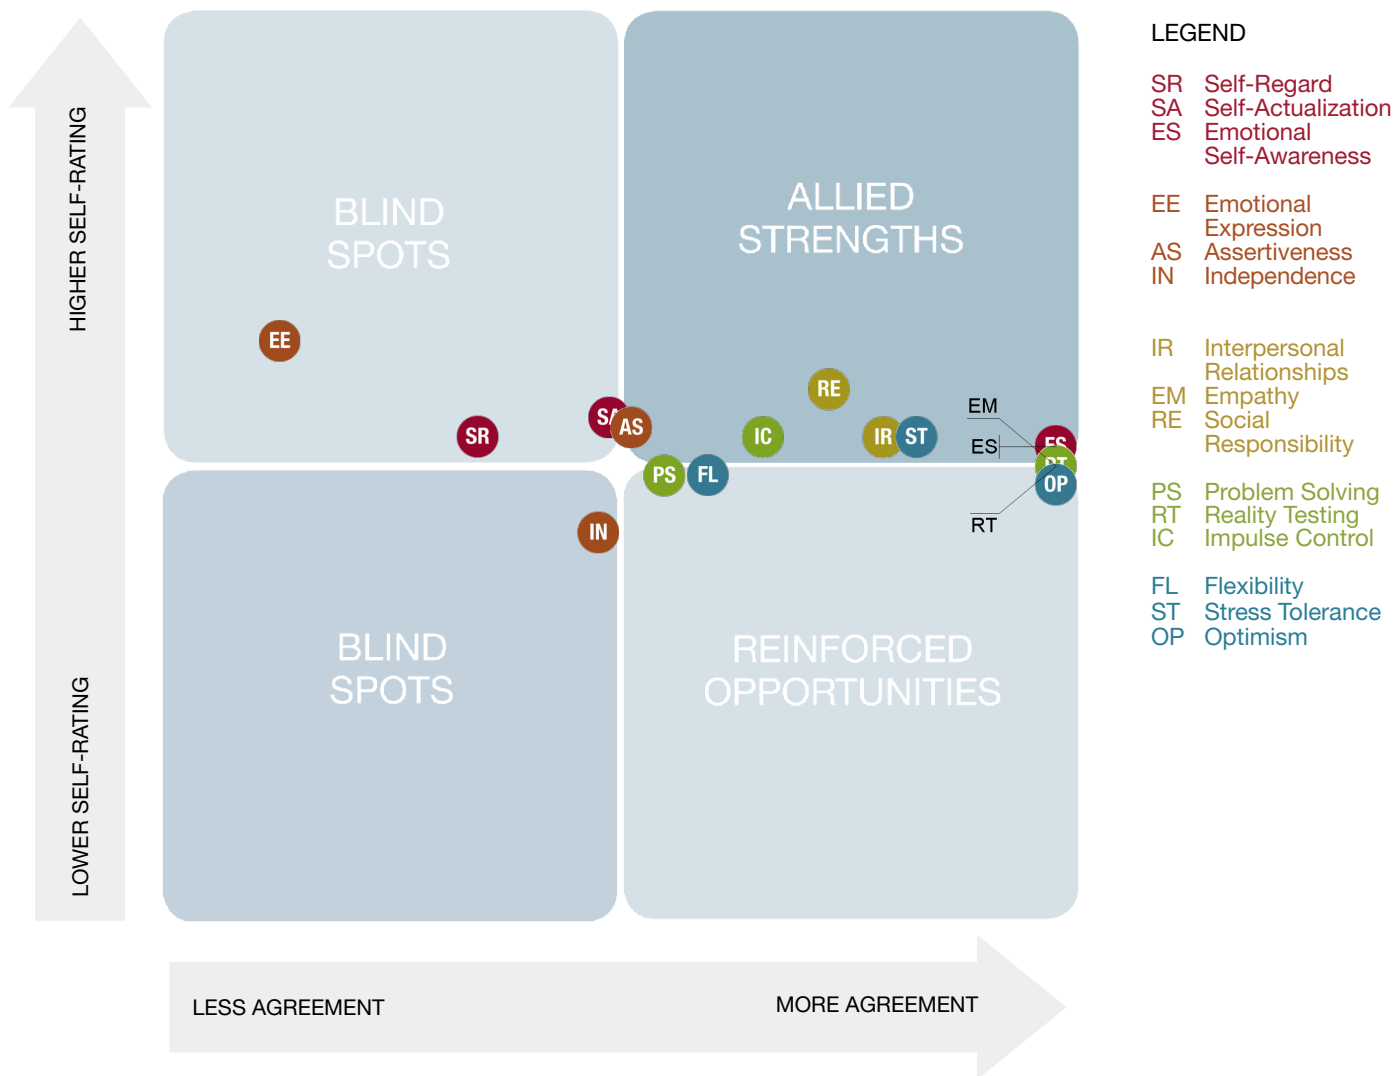 HIGHER SELF-RATING
LOWER SELF-RATING
BLIND
SPOTS
ALLIED
STRENGTHS
EE
SR
SA
AS
RE
IC
IR
ST
EM
ES
ES
RT
OP
RT
PS
FL
IN
BLIND
SPOTS
REINFORCED
OPPORTUNITIES
LESS AGREEMENT
MORE AGREEMENT
LEGEND
SR Self-Regard
SA Self-Actualization
ES Emotional
Self-Awareness
EE Emotional
Expression
AS Assertiveness
IN Independence
IR Interpersonal
Relationships
EM Empathy
RE Social
Responsibility
PS Problem Solving
RT Reality Testing
IC Impulse Control
FL Flexibility
ST Stress Tolerance
OP Optimism